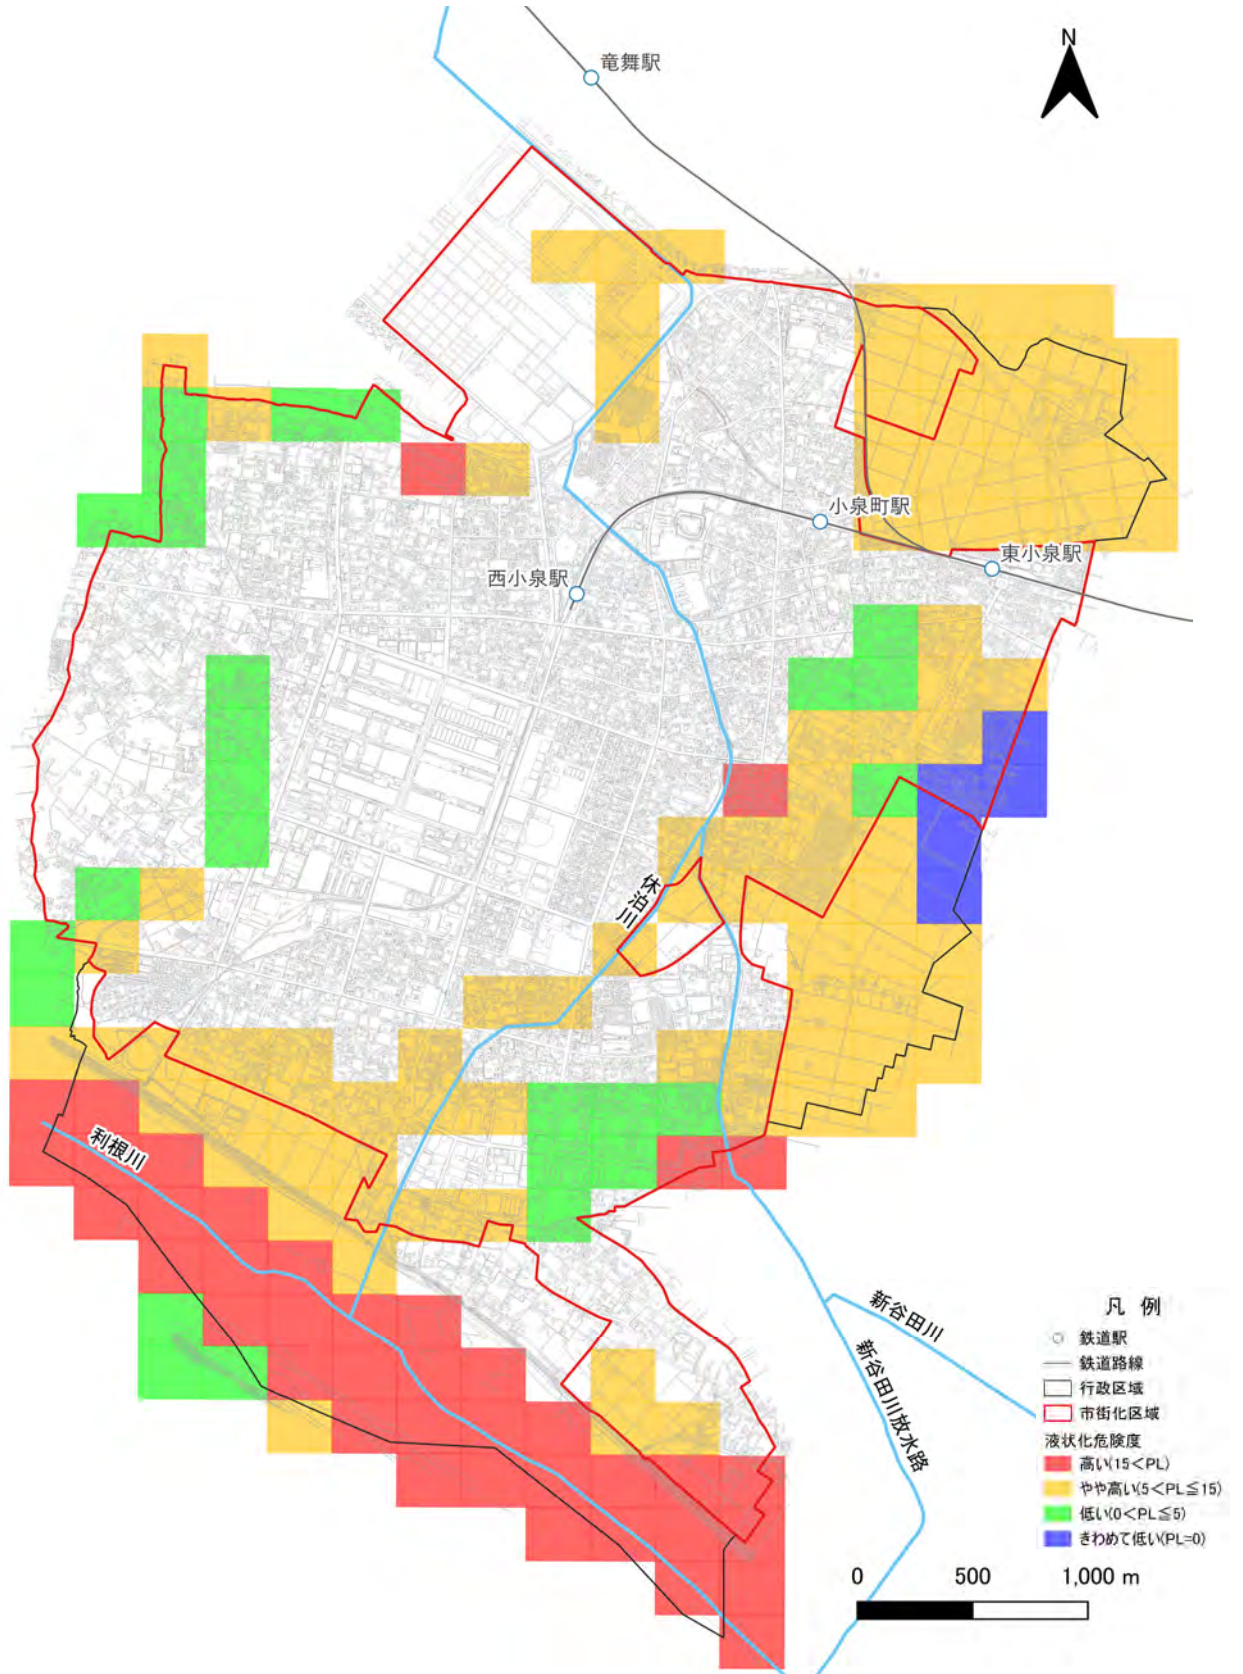 N
竜舞駅
小泉町駅
東小泉駅
西小泉駅
休泊川
利根川
新谷田川
新谷田川放水路
凡 例
鉄道駅
鉄道路線
行政区域
市街化区域
液状化危険度
高い(15<PL)
やや高い(5<PL≦15)
低い(0<PL≦5)
きわめて低い(PL=0)
0 500 1,000 m